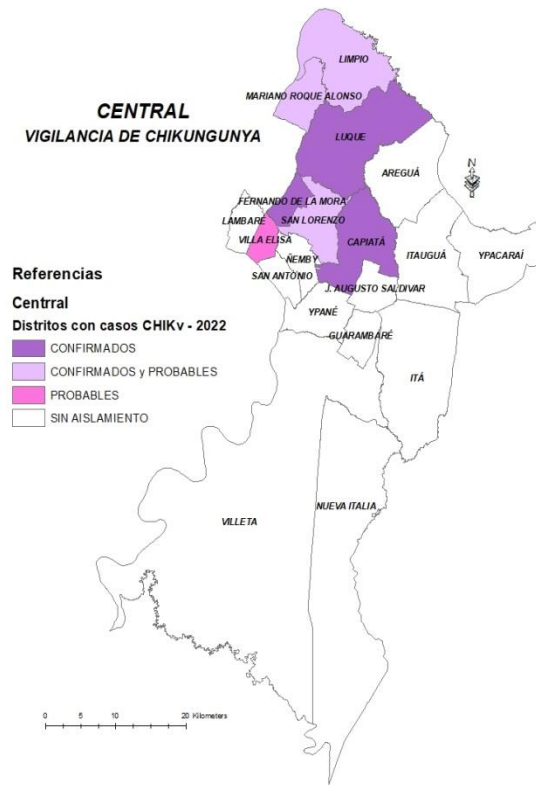 CENTRAL
VIGILANCIA DE CHIKUNGUNYA
LIMPIO
MARIANO ROQUE ALONSO
LUQUE
AREGUÁ
N
FERNANDO DE LA MORA
LAMBARÉ
SAN LORENZO
VILLA ELISA
CAPIATÁ
ITAUGUÁ
YPACARAÍ
ÑEMBY
SAN ANTONIO
J. AUGUSTO SALDIVAR
YPANÉ
GUARAMBARÉ
ITÁ
Referencias
Centrral
Distritos con casos CHIKv - 2022
CONFIRMADOS
CONFIRMADOS y PROBABLES
PROBABLES
SIN AISLAMIENTO
VILLETA
NUEVA ITALIA
0 5 10 20 Kilometers